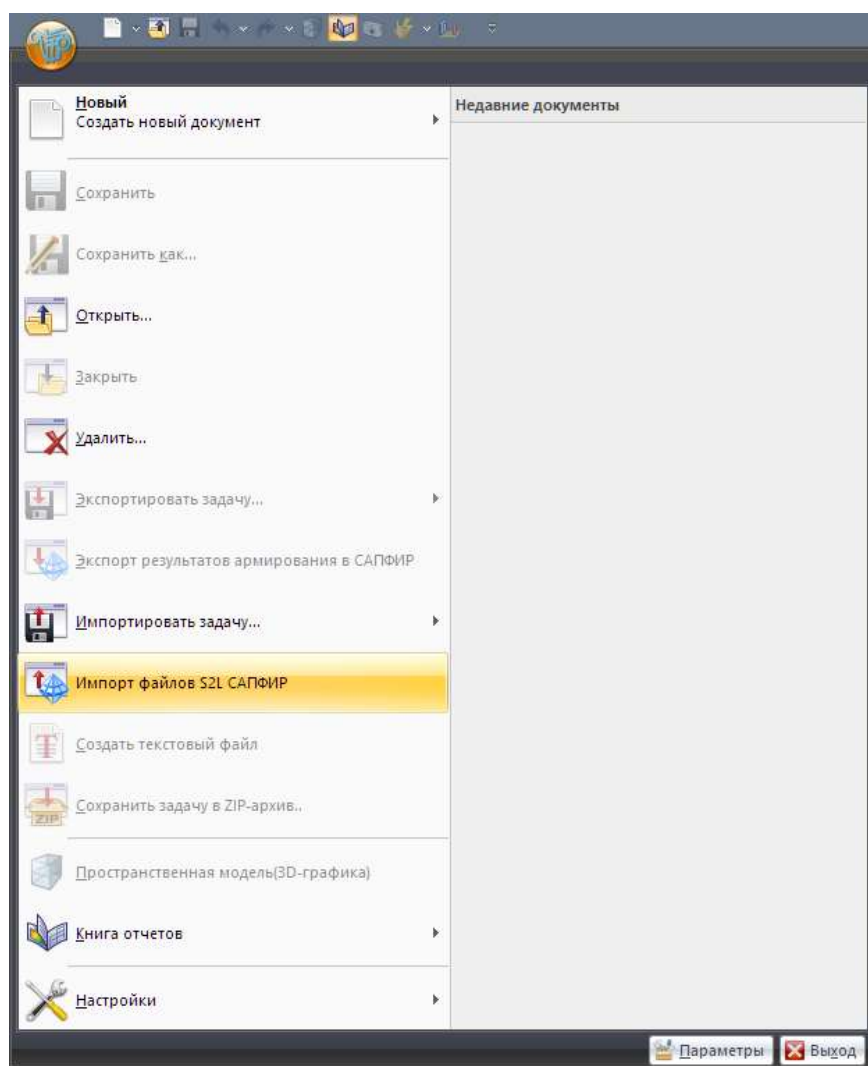 Новый
Создать новый документ
Недавние документы
Сохранить
Сохранить как...
Открыть...
Закрыть
Удалить...
Экспортировать задачу...
Экспорт результатов армирования в САПФИР
Импортировать задачу...
Импорт файлов S2L САПФИР
Создать текстовый файл
ZIP
Сохранить задачу в ZIP-архив..
Пространственная модель(3D-графика)
Книга отчетов
Настройки
Параметры
Выход